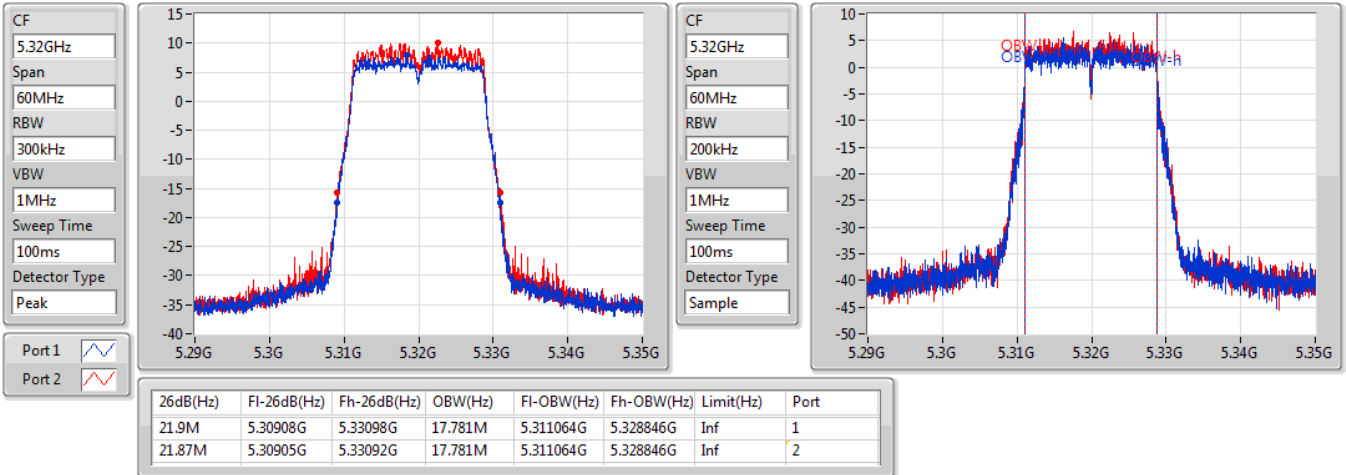 CF
5.32GHz
Span
60MHz
RBW
300kHz
VBW
1MHz
Sweep Time
100ms
Detector Type
Peak
Port 1
Port 2
15
10
5
0
-5
-10
-15
-20
-25
-30
-35
-40
5.29G 5.3G 5.31G 5.32G 5.33G 5.34G 5.35G
CF
5.32GHz
Span
60MHz
RBW
200kHz
VBW
1MHz
Sweep Time
100ms
Detector Type
Sample
10
5
0
-5
-10
-15
-20
-25
-30
-35
-40
-45
-50
5.29G 5.3G 5.31G 5.32G 5.33G 5.34G 5.35G
26dB(Hz) Fl-26dB(Hz) Fh-26dB(Hz) OBW(Hz) Fl-OBW(Hz) Fh-OBW(Hz) Limit(Hz) Port
21.9M 5.30908G 5.33098G 17.781M 5.311064G 5.328846G Inf 1
21.87M 5.30905G 5.33092G 17.781M 5.311064G 5.328846G Inf 2